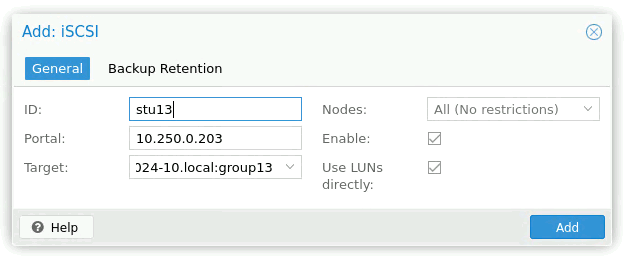 Add: iSCSI
General Backup Retention
ID: stu13 Nodes: All (No restrictions)
Portal: 10.250.0.203 Enable:
Target: 024-10.local:group13 Use LUNs
directly:
Help Add